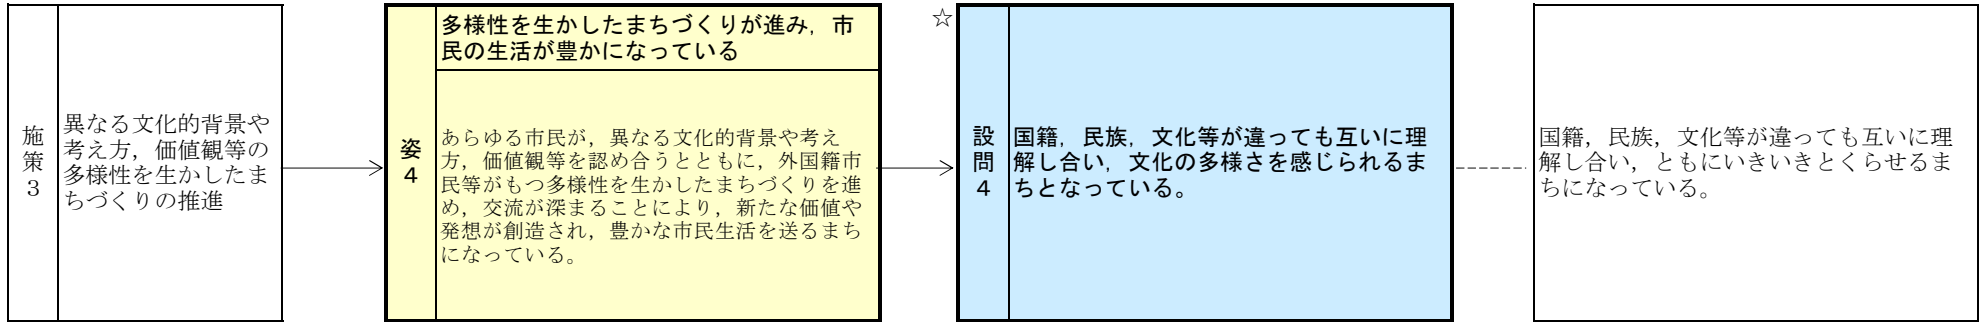 施策３
異なる文化的背景や
考え方，価値観等の
多様性を生かしたま
ちづくりの推進
姿４
多様性を生かしたまちづくりが進み，市
民の生活が豊かになっている
あらゆる市民が，異なる文化的背景や考え
方，価値観等を認め合うとともに，外国籍市
民等がもつ多様性を生かしたまちづくりを進
め，交流が深まることにより，新たな価値や
発想が創造され，豊かな市民生活を送るまち
になっている。
☆
設問４
国籍，民族，文化等が違っても互いに理
解し合い，文化の多様さを感じられるま
ちとなっている。
国籍，民族，文化等が違っても互いに理
解し合い，ともにいきいきとくらせるま
ちになっている。